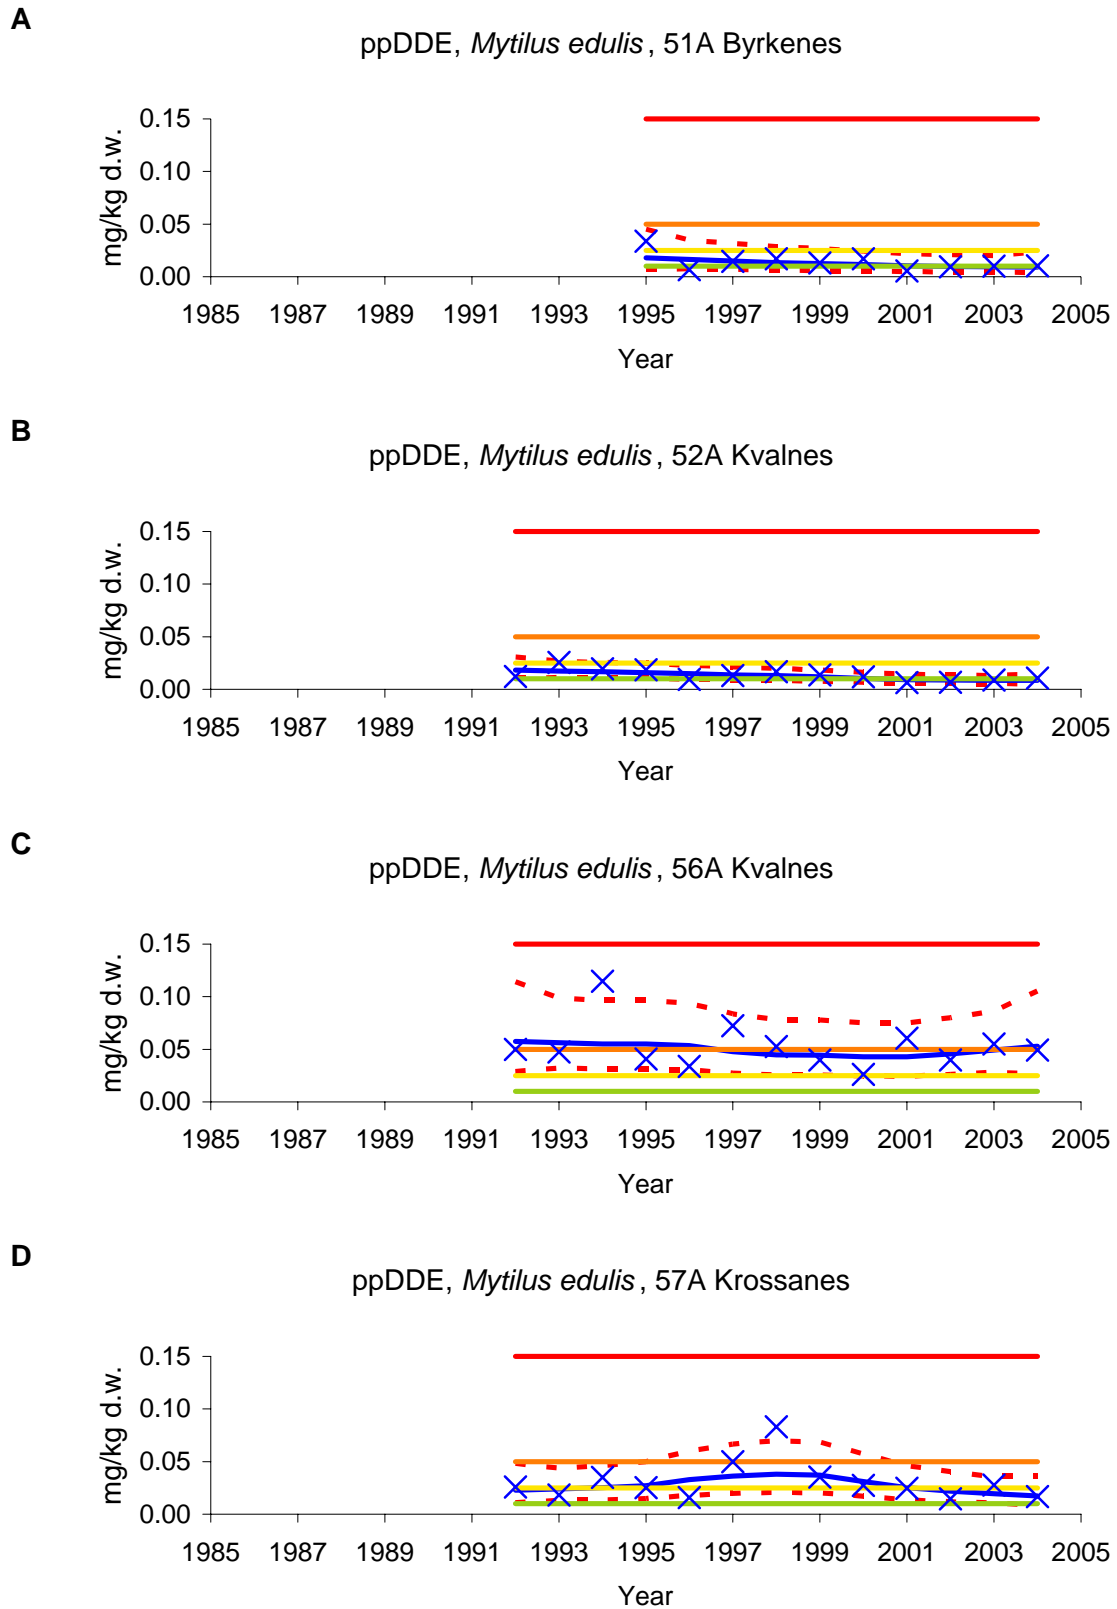 A
ppDDE, Mytilus edulis, 51A Byrkenes
mg/kg d.w.
0.15
0.10
0.05
0.00
1985 1987 1989 1991 1993 1995 1997 1999 2001 2003 2005
Year
B
ppDDE, Mytilus edulis, 52A Kvalnes
mg/kg d.w.
0.15
0.10
0.05
0.00
1985 1987 1989 1991 1993 1995 1997 1999 2001 2003 2005
Year
C
ppDDE, Mytilus edulis, 56A Kvalnes
mg/kg d.w.
0.15
0.10
0.05
0.00
1985 1987 1989 1991 1993 1995 1997 1999 2001 2003 2005
Year
D
ppDDE, Mytilus edulis, 57A Krossanes
mg/kg d.w.
0.15
0.10
0.05
0.00
1985 1987 1989 1991 1993 1995 1997 1999 2001 2003 2005
Year